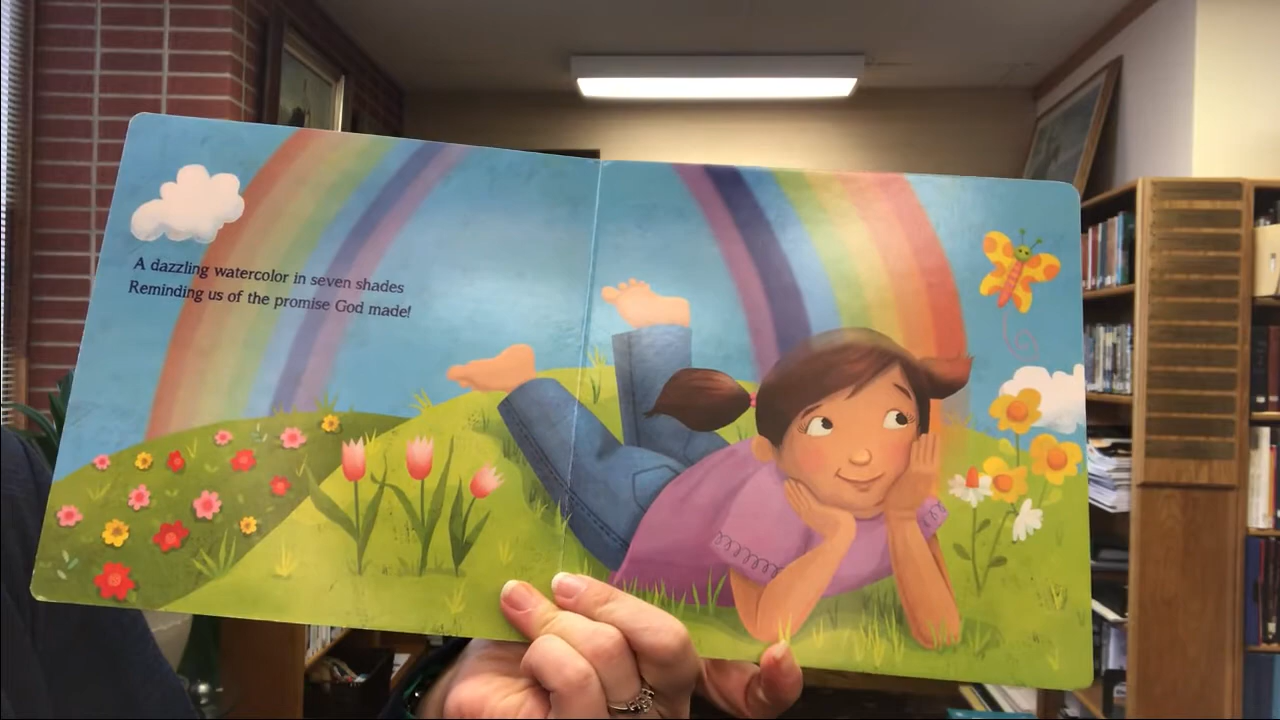 A dazzling watercolor in seven shades
Reminding us of the promise God made!